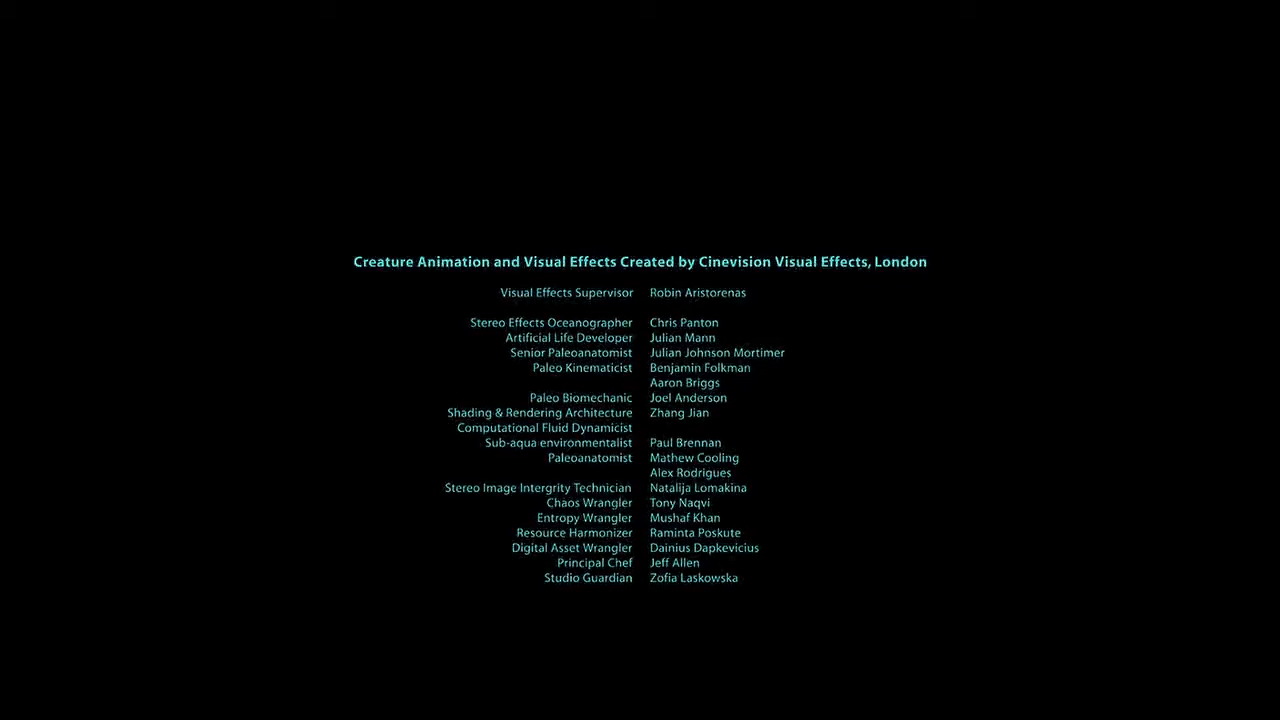 Creature Animation and Visual Effects Created by Cinevision Visual Effects, London
Visual Effects Supervisor Robin Aristorenas
Stereo Effects Oceanographer Chris Panton
Artificial Life Developer Julian Mann
Senior Paleoanatomist Julian Johnson Mortimer
Paleo Kinematicist Benjamin Folkman
Aaron Briggs
Paleo Biomechanic Joel Anderson
Shading & Rendering Architecture Zhang Jian
Computational Fluid Dynamicist
Sub-aqua environmentalist Paul Brennan
Paleoanatomist Mathew Cooling
Alex Rodrigues
Stereo Image Intergrity Technician Natalija Lomakina
Chaos Wrangler Tony Naqvi
Entropy Wrangler Mushaf Khan
Resource Harmonizer Raminta Poskute
Digital Asset Wrangler Dainius Dapkevicius
Principal Chef Jeff Allen
Studio Guardian Zofia Laskowska